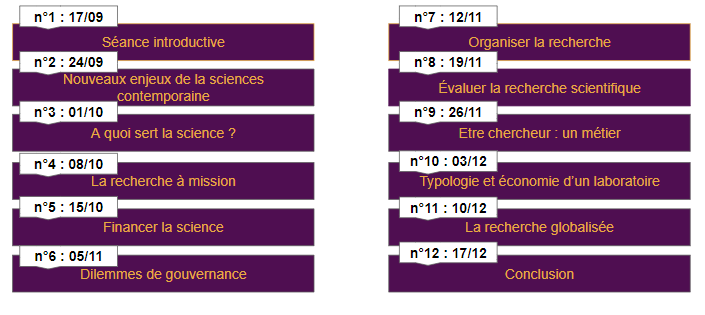 n°1 : 17/09
Séance introductive
n°2 : 24/09
Nouveaux enjeux de la sciences
contemporaine
n°3 : 01/10
A quoi sert la science ?
n°4 : 08/10
La recherche à mission
n°5 : 15/10
Financer la science
n°6 : 05/11
Dilemmes de gouvernance
n°7 : 12/11
Organiser la recherche
n°8 : 19/11
Évaluer la recherche scientifique
n°9 : 26/11
Etre chercheur : un métier
n°10 : 03/12
Typologie et économie d’un laboratoire
n°11 : 10/12
La recherche globalisée
n°12 : 17/12
Conclusion